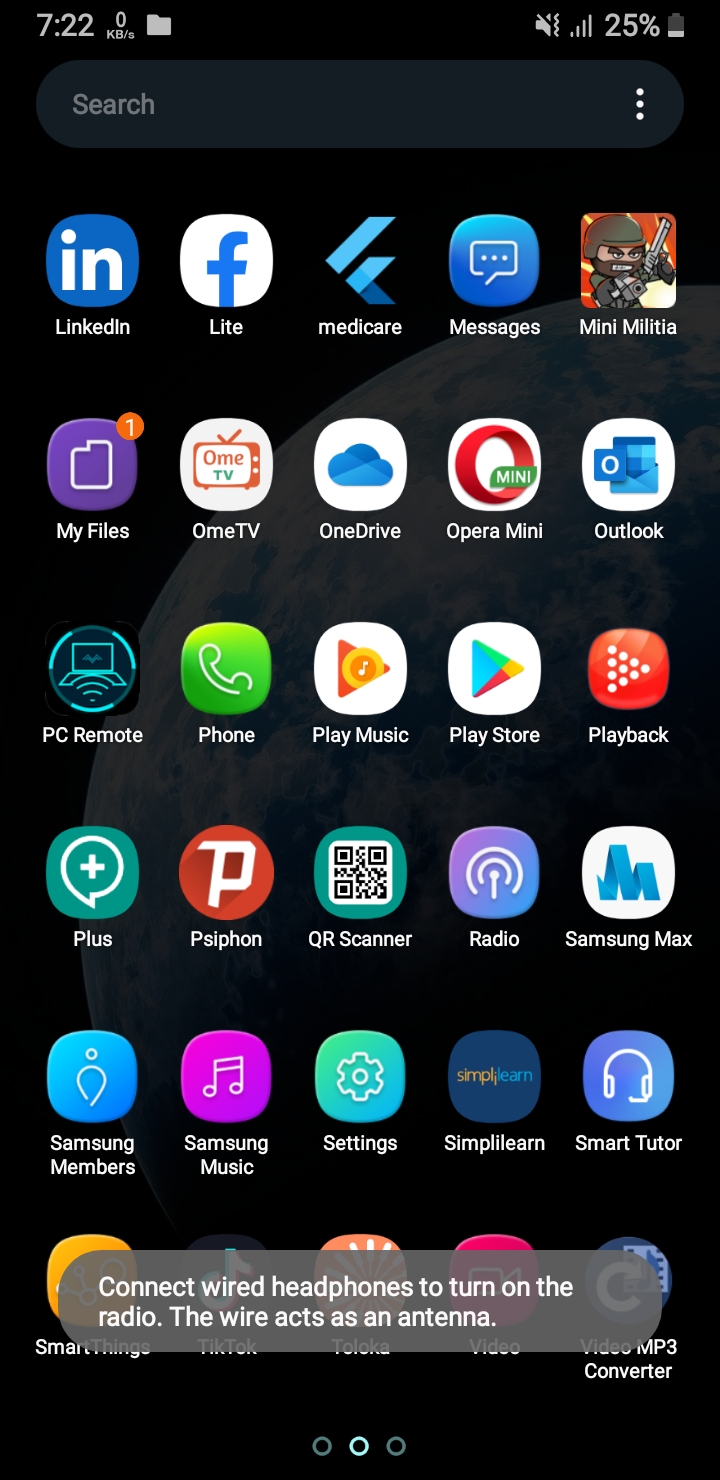 7:22 0 KB/s 25%
Search
in
LinkedIn Lite medicare Messages Mini Militia
1
Ome TV
MINI
O
My Files OmeTV OneDrive Opera Mini Outlook
PC Remote Phone Play Music Play Store Playback
P
Plus Psiphon QR Scanner Radio Samsung Max
simplilearn
Samsung Members Samsung Music Settings Simplilearn Smart Tutor
Connect wired headphones to turn on the
radio. The wire acts as an antenna.
SmartThings TikTok Toloka Video Video MP3 Converter